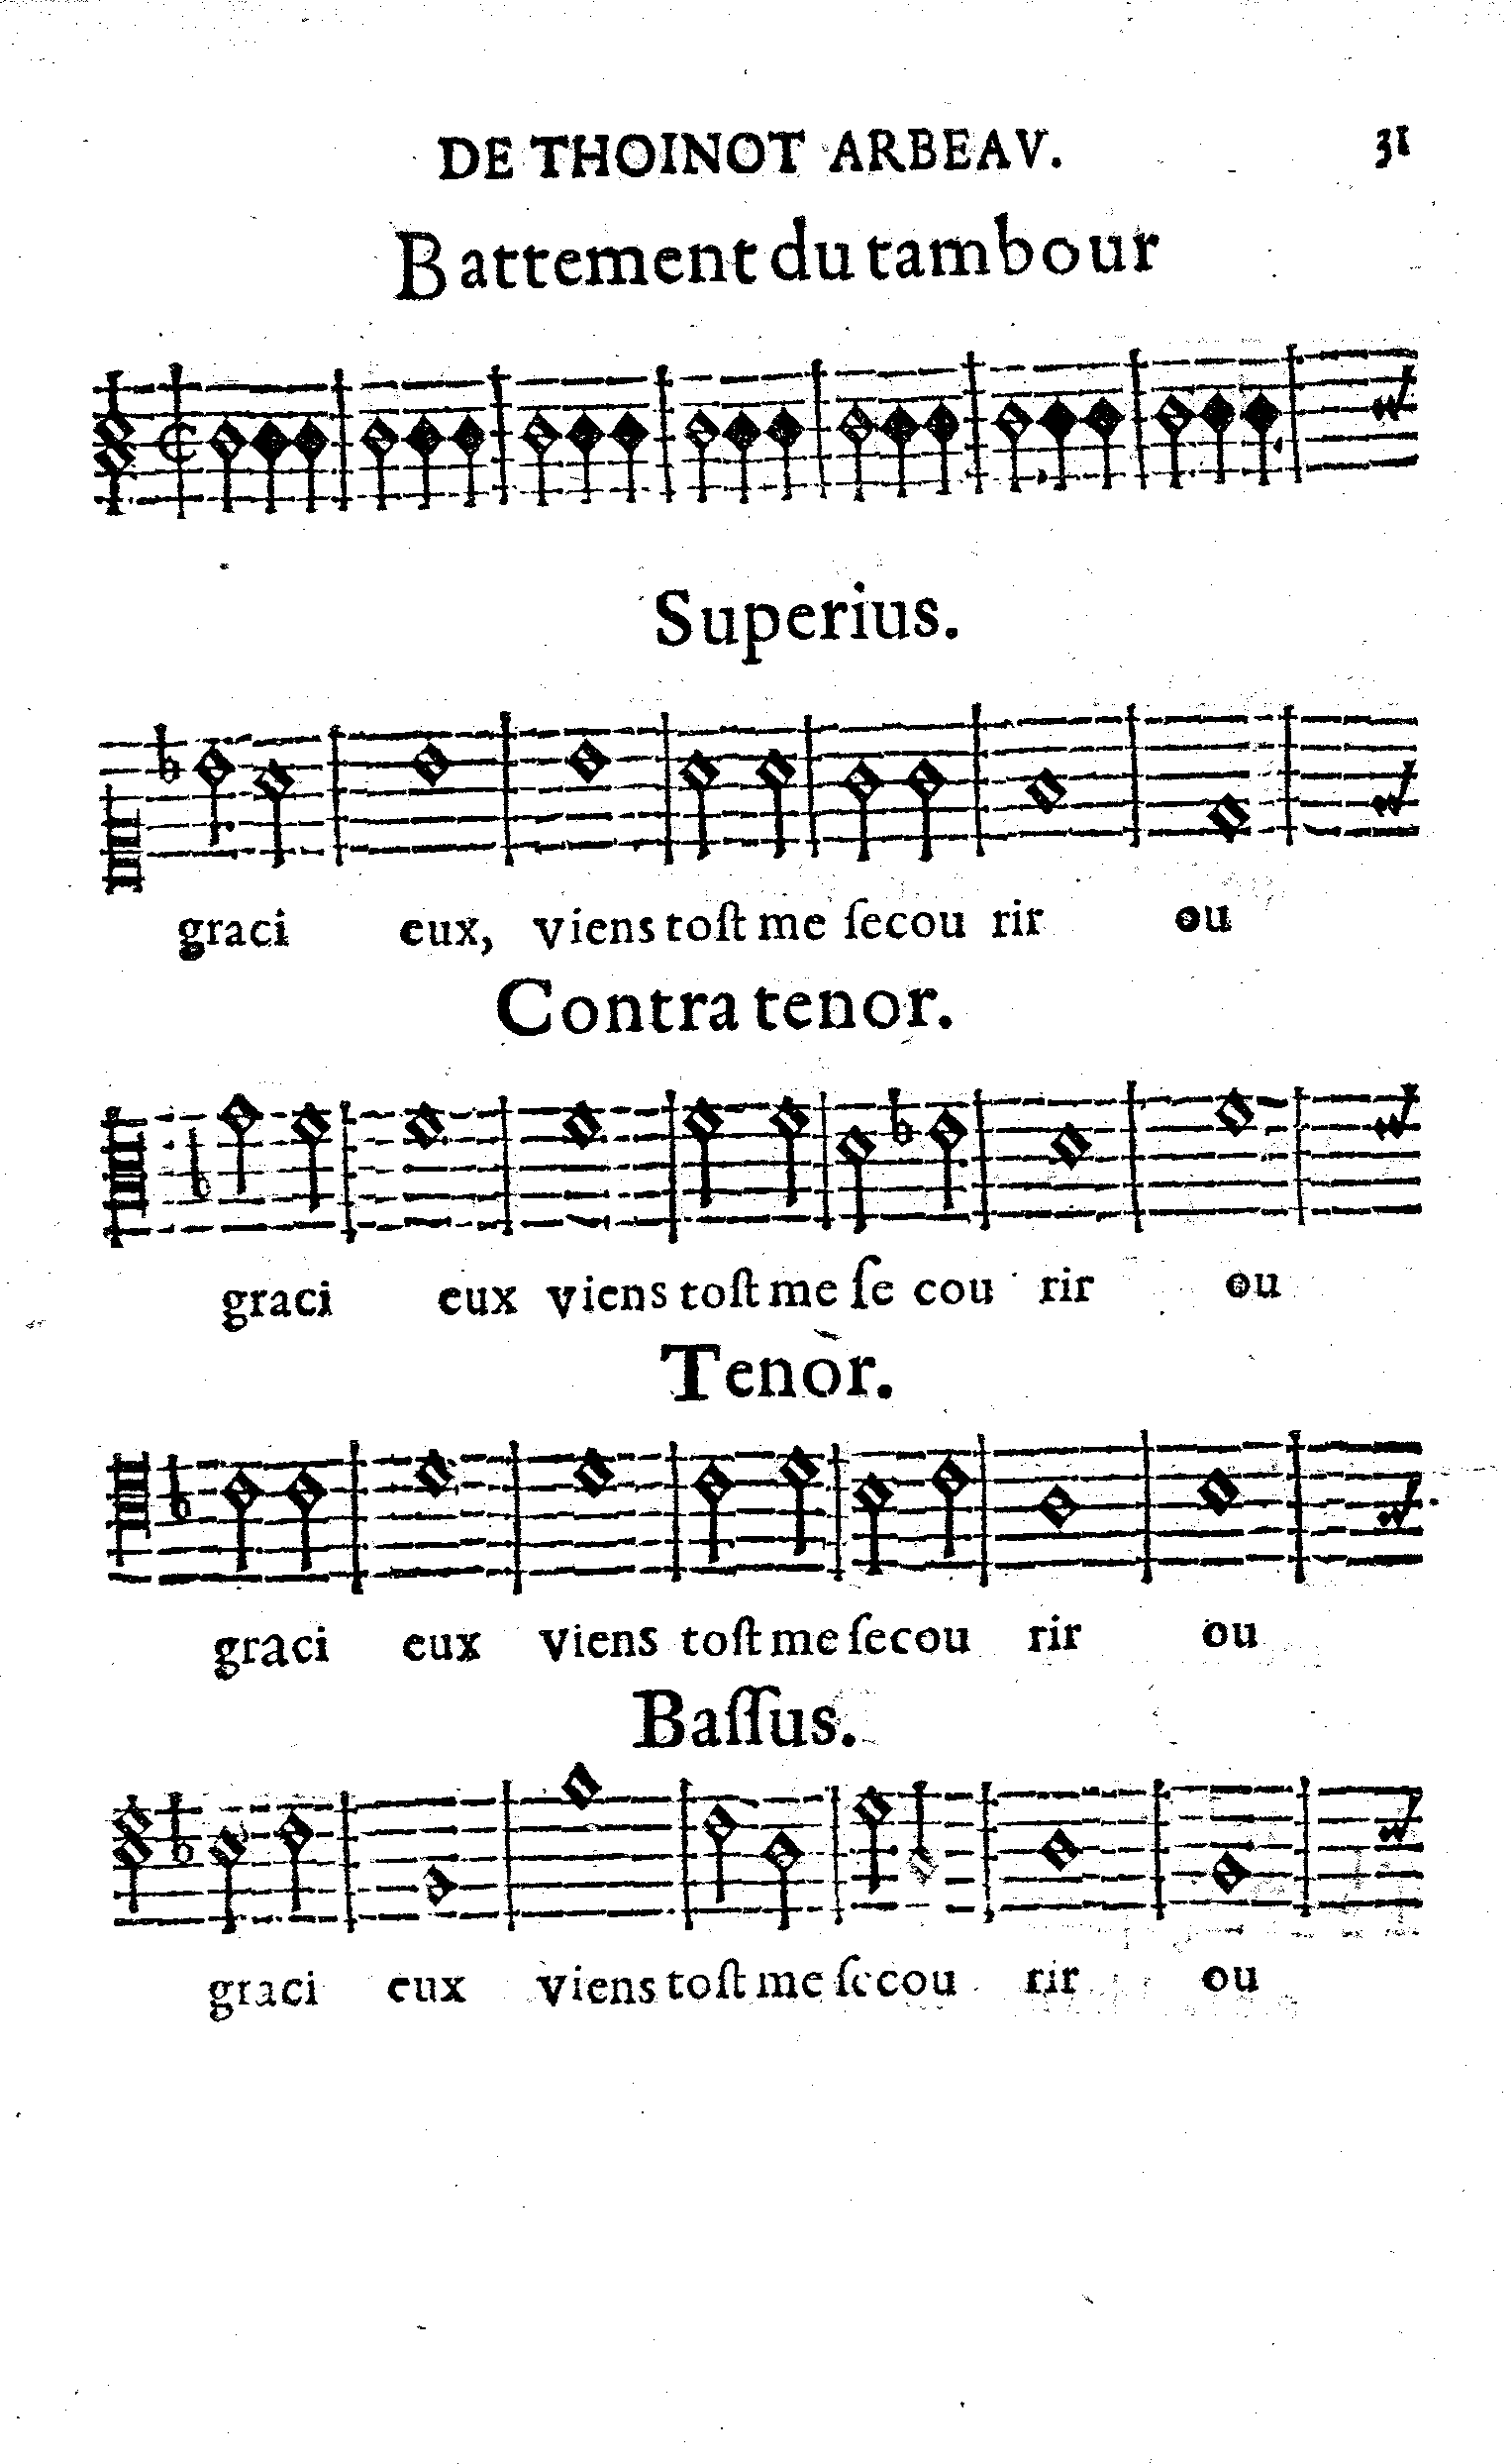 DE THOINOT ARBEAV. 31
Battement du tambour
Superius.
graci eux, viens toſt me ſecou rir ou
Contra tenor.
graci eux viens toſt me ſe cou rir ou
Tenor.
graci eux viens toſt me ſecou rir ou
Baſſus.
graci eux viens toſt me ſecou rir ou